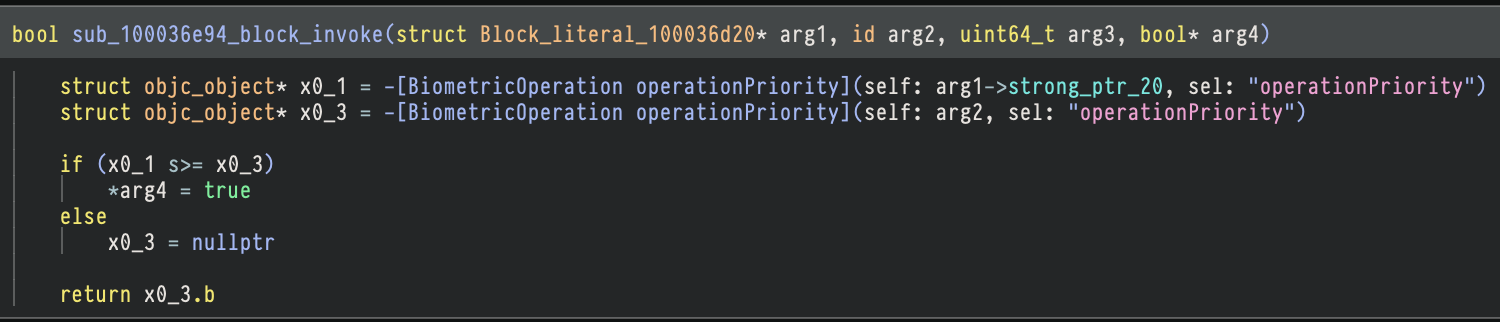 bool sub_100036e94_block_invoke(struct Block_literal_100036d20* arg1, id arg2, uint64_t arg3, bool* arg4)
struct objc_object* x0_1 = -[BiometricOperation operationPriority](self: arg1->strong_ptr_20, sel: "operationPriority")
struct objc_object* x0_3 = -[BiometricOperation operationPriority](self: arg2, sel: "operationPriority")
if (x0_1 s>= x0_3)
*arg4 = true
else
x0_3 = nullptr
return x0_3.b